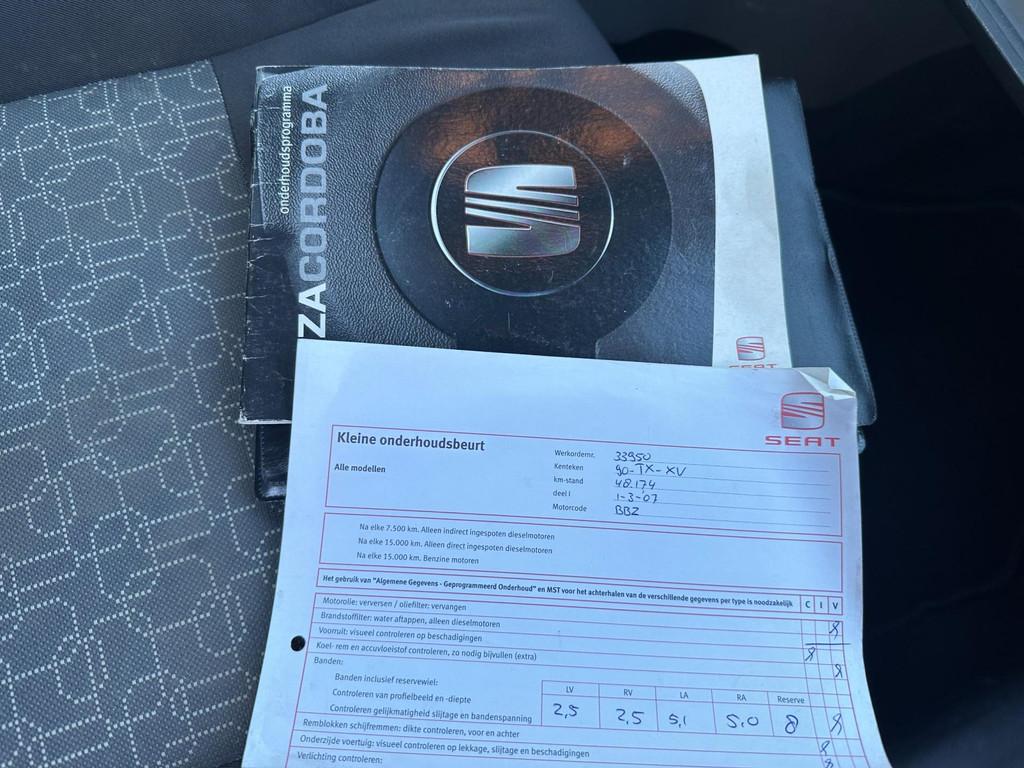 onderhoudsprogramma
ZACORDOBA
SEAT
SEAT
Kleine onderhoudsbeurt
Alle modellen
Werkordernr. 33950
Kenteken 90-TX-XV
km-stand 48.174
deel I 1-3-07
Motorcode BBZ
Na elke 7.500 km. Alleen indirect ingespoten dieselmotoren
Na elke 15.000 km. Alleen direct ingespoten dieselmotoren
Na elke 15.000 km. Benzine motoren
Het gebruik van "Algemene Gegevens - Geprogrammeerd Onderhoud" en MST voor het achterhalen van de verschillende gegevens per type is noodzakelijk C I V
Motorolie: verversen / oliefilter: vervangen
Brandstoffilter: water aftappen, alleen dieselmotoren
Voorruit: visueel controleren op beschadigingen
Koel- rem en accuvloeistof controleren, zo nodig bijvullen (extra)
Banden:
Banden inclusief reservewiel:
LV RV LA RA Reserve
Controleren van profielbeeld en -diepte
Controleren gelijkmatigheid slijtage en bandenspanning
2,5 2,5 5,1 5,0 8
Remblokken schijfremmen: dikte controleren, voor en achter
Onderzijde voertuig: visueel controleren op lekkage, slijtage en beschadigingen
Verlichting controleren: